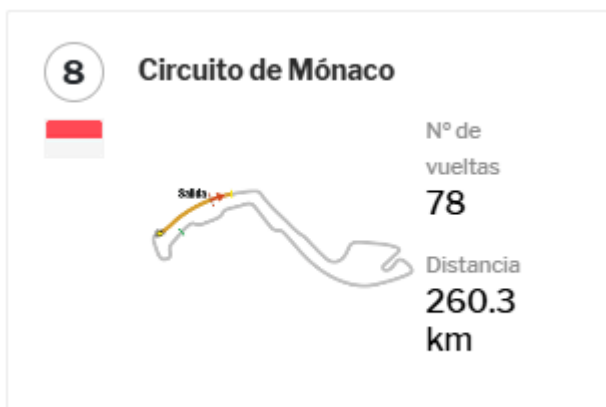 8
Circuito de Mónaco
Nº de
vueltas
78
Salida
Distancia
260.3
km